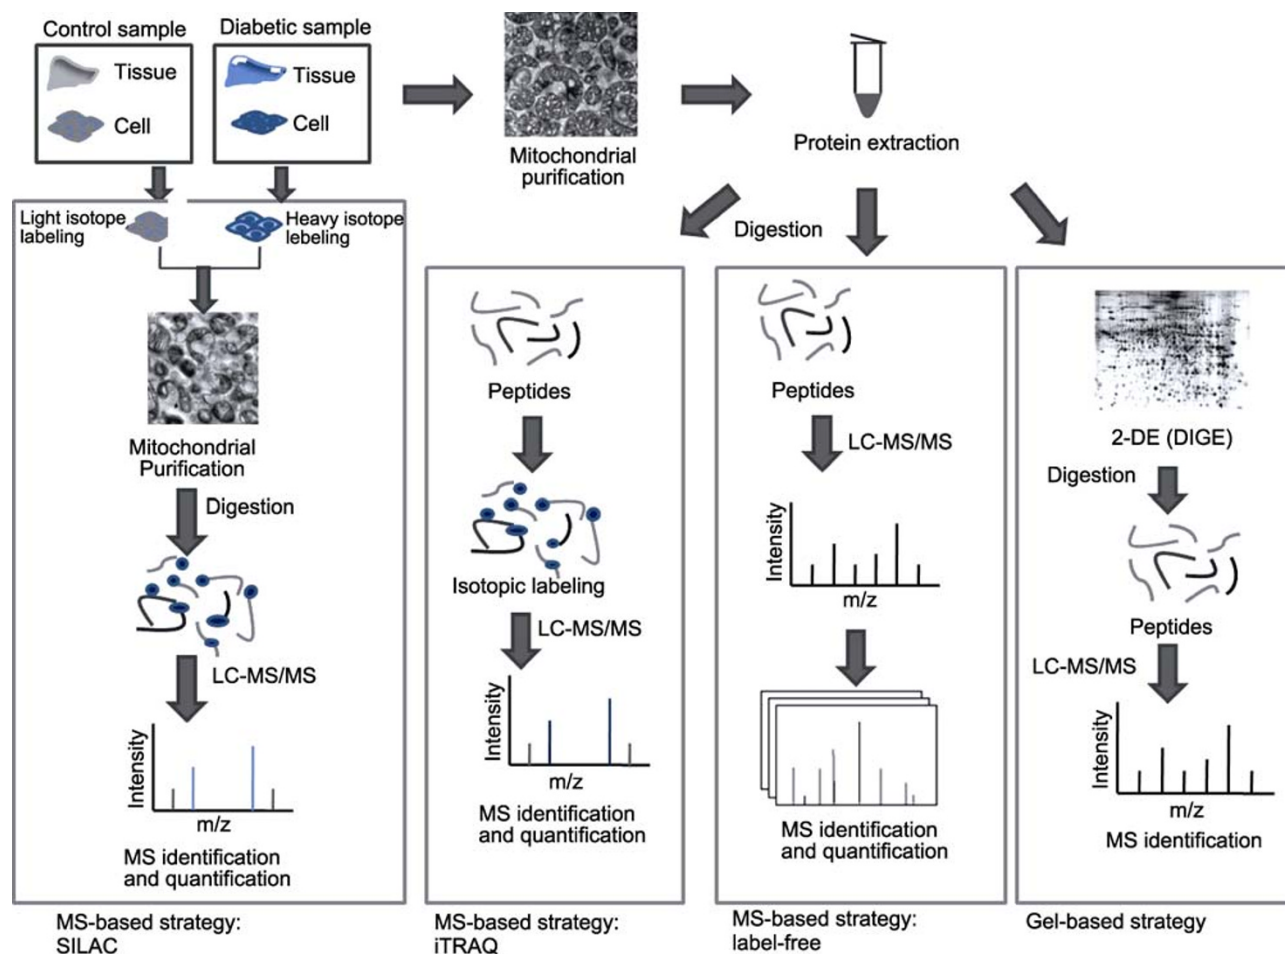 Control sample
Diabetic sample
Tissue
Cell
Tissue
Cell
Mitochondrial
purification
Protein extraction
Digestion
Light isotope
labeling
Heavy isotope
lebeling
Mitochondrial
Purification
Digestion
LC-MS/MS
Intensity
m/z
MS identification
and quantification
MS-based strategy:
SILAC
Peptides
Isotopic labeling
LC-MS/MS
Intensity
m/z
MS identification
and quantification
MS-based strategy:
iTRAQ
Peptides
LC-MS/MS
Intensity
m/z
MS identification
and quantification
MS-based strategy:
label-free
2-DE (DIGE)
Digestion
Peptides
LC-MS/MS
Intensity
m/z
MS identification
Gel-based strategy